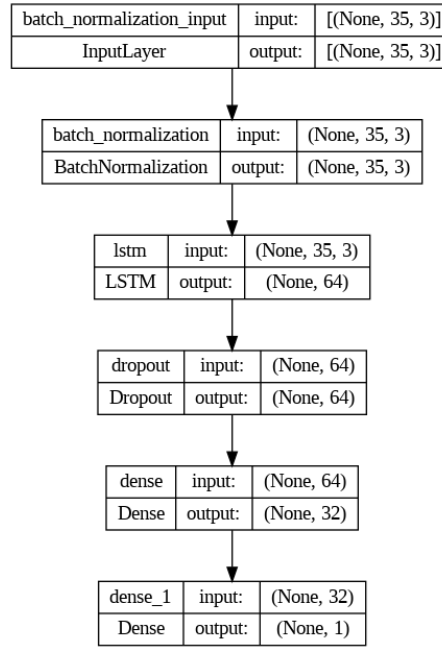 batch_normalization_input input: [(None, 35, 3)]
InputLayer output: [(None, 35, 3)]
batch_normalization input: (None, 35, 3)
BatchNormalization output: (None, 35, 3)
lstm input: (None, 35, 3)
LSTM output: (None, 64)
dropout input: (None, 64)
Dropout output: (None, 64)
dense input: (None, 64)
Dense output: (None, 32)
dense_1 input: (None, 32)
Dense output: (None, 1)